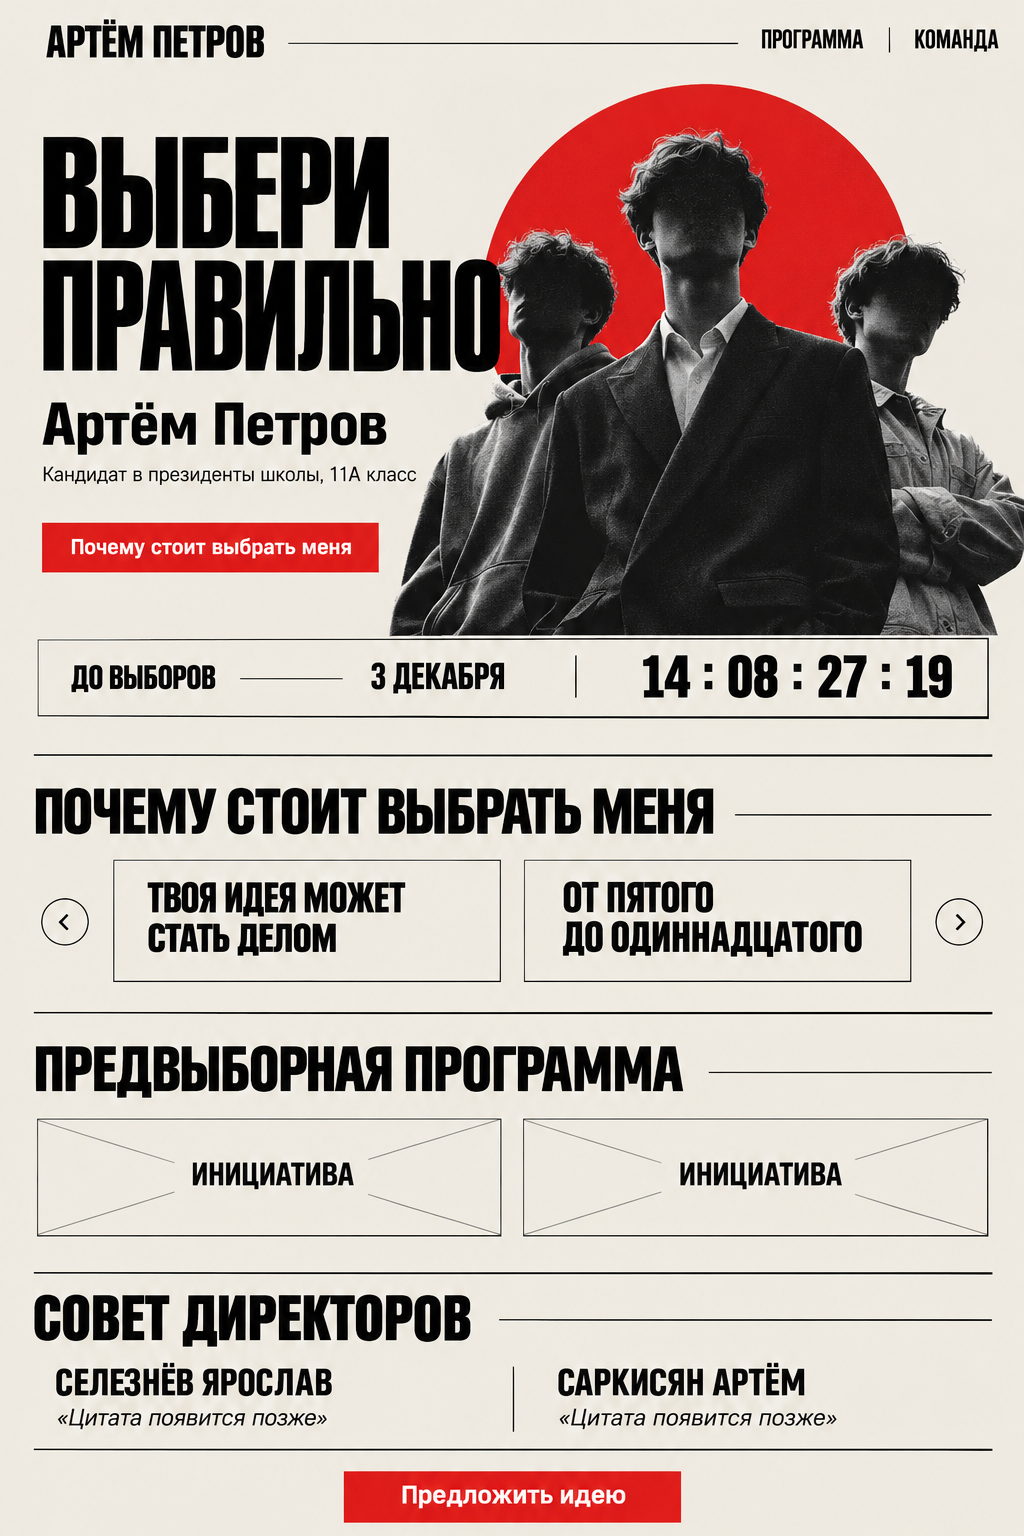 АРТЁМ ПЕТРОВ
ПРОГРАММА | КОМАНДА
ВЫБЕРИ
ПРАВИЛЬНО
Артём Петров
Кандидат в президенты школы, 11А класс
Почему стоит выбрать меня
ДО ВЫБОРОВ
3 ДЕКАБРЯ
14 : 08 : 27 : 19
ПОЧЕМУ СТОИТ ВЫБРАТЬ МЕНЯ
ТВОЯ ИДЕЯ МОЖЕТ
СТАТЬ ДЕЛОМ
ОТ ПЯТОГО
ДО ОДИННАДЦАТОГО
ПРЕДВЫБОРНАЯ ПРОГРАММА
ИНИЦИАТИВА
ИНИЦИАТИВА
СОВЕТ ДИРЕКТОРОВ
СЕЛЕЗНЁВ ЯРОСЛАВ
«Цитата появится позже»
САРКИСЯН АРТЁМ
«Цитата появится позже»
Предложить идею